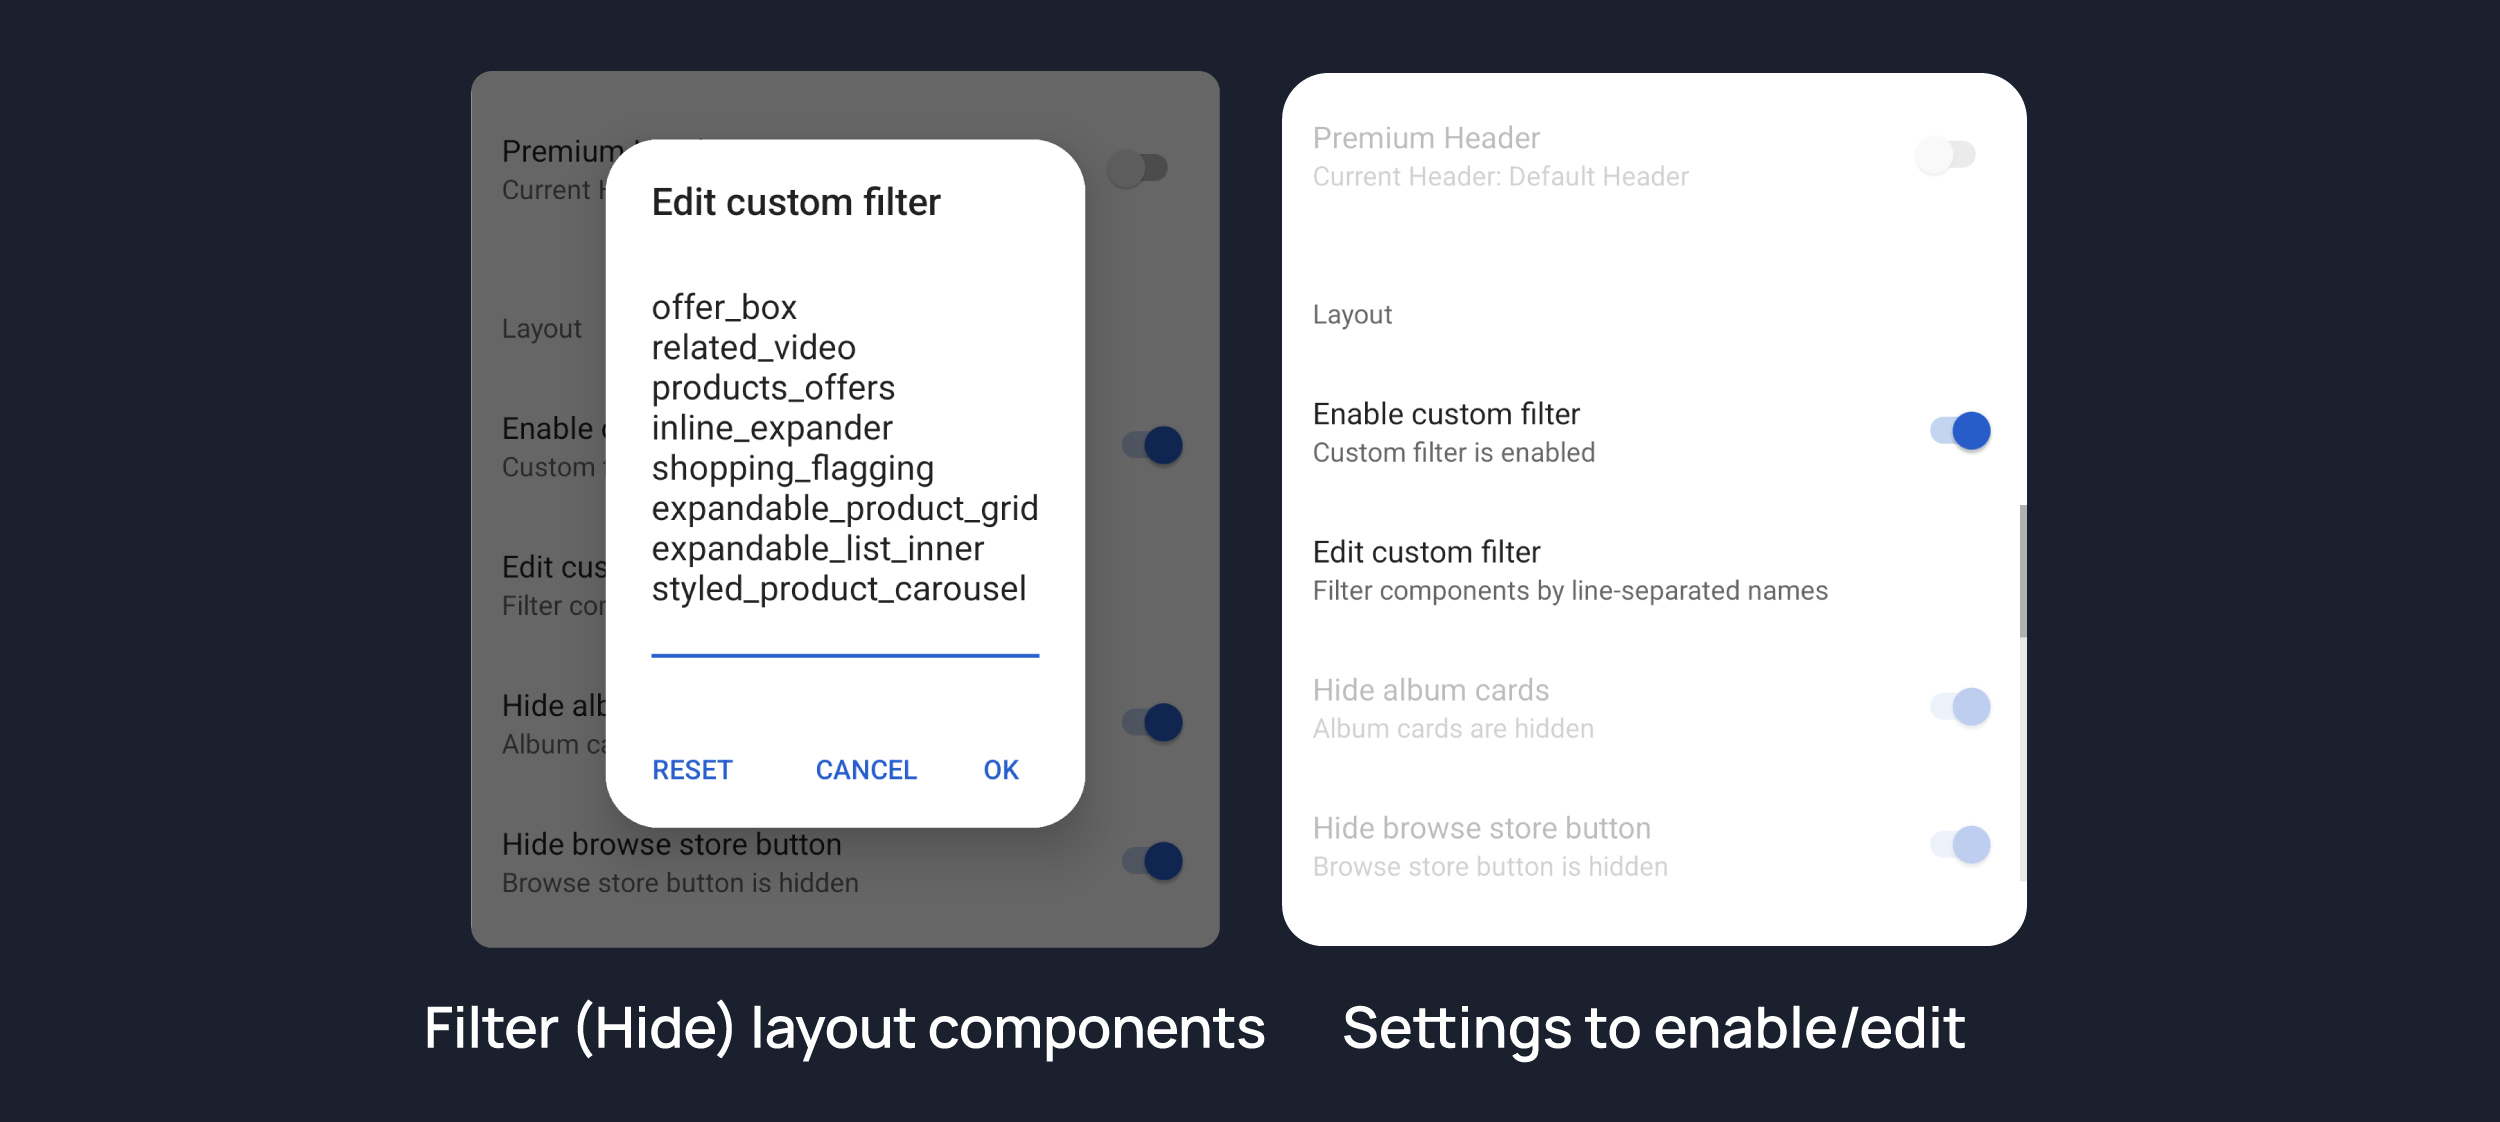 Premium
Current H
Layout
Enable c
Custom
Edit cus
Filter cor
Hide alb
Album ca
Hide browse store button
Browse store button is hidden
Edit custom filter
offer_box
related_video
products_offers
inline_expander
shopping_flagging
expandable_product_grid
expandable_list_inner
styled_product_carousel
RESET CANCEL OK
Filter (Hide) layout components
Premium Header
Current Header: Default Header
Layout
Enable custom filter
Custom filter is enabled
Edit custom filter
Filter components by line-separated names
Hide album cards
Album cards are hidden
Hide browse store button
Browse store button is hidden
Settings to enable/edit